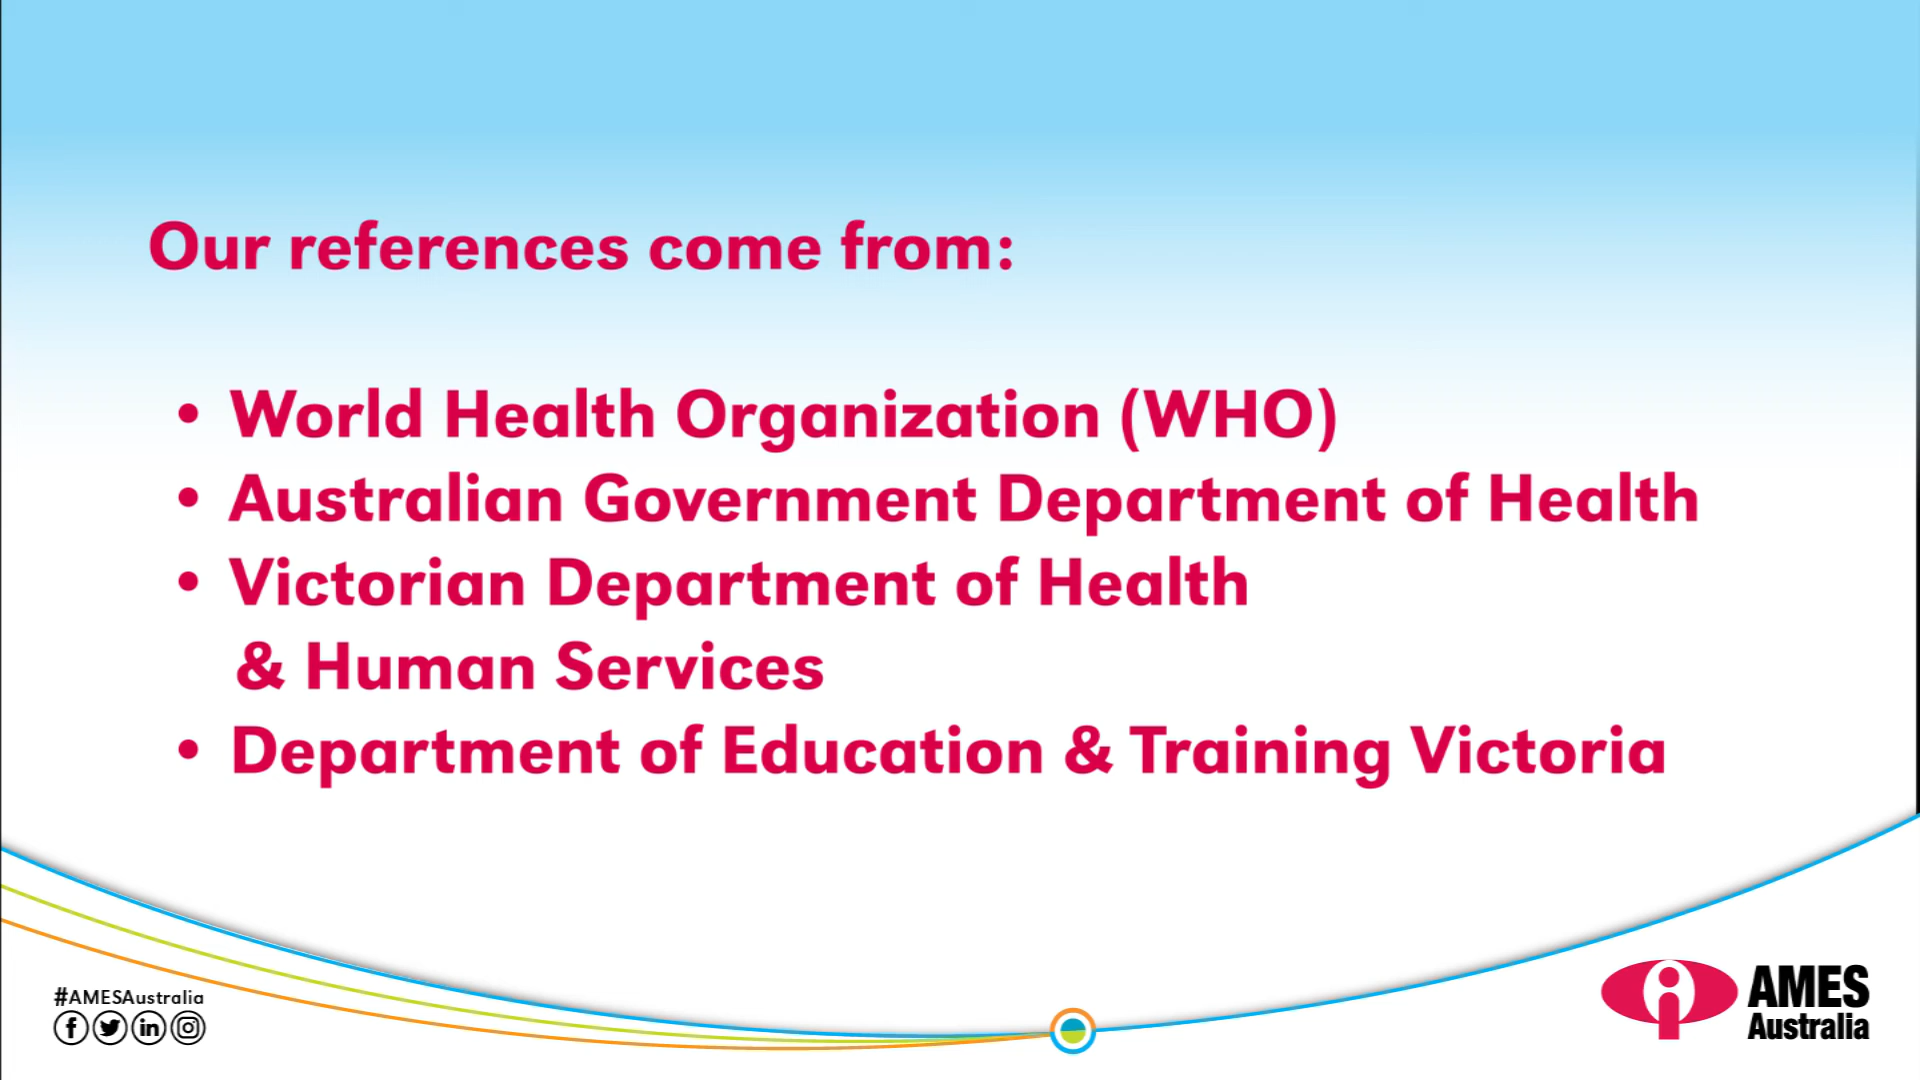 Our references come from:
• World Health Organization (WHO)
• Australian Government Department of Health
• Victorian Department of Health
& Human Services
• Department of Education & Training Victoria
#AMESAustralia
AMES
Australia